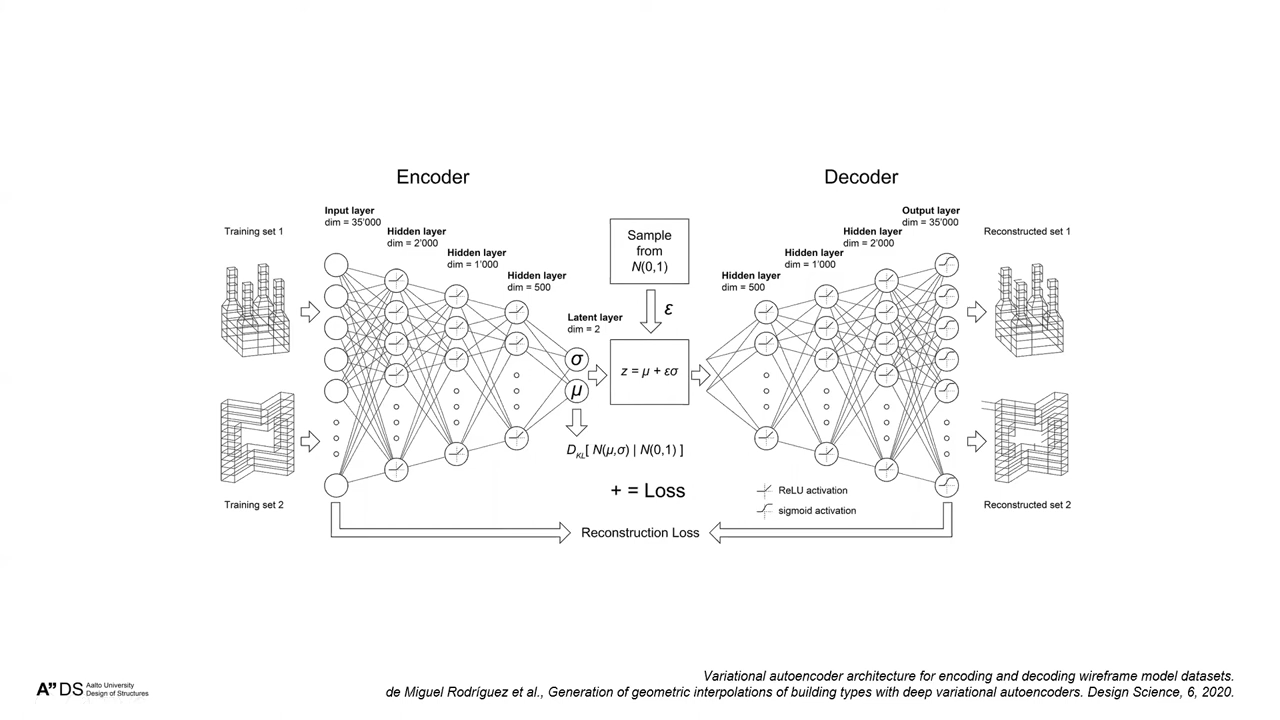 Encoder
Decoder
Input layer
dim = 35'000
Hidden layer
dim = 2'000
Hidden layer
dim = 1'000
Hidden layer
dim = 500
Latent layer
dim = 2
Training set 1
Training set 2
σ
μ
Sample
from
N(0,1)
ε
z = μ + εσ
D_KL[ N(μ,σ) | N(0,1) ]
+ = Loss
Reconstruction Loss
Hidden layer
dim = 500
Hidden layer
dim = 1'000
Hidden layer
dim = 2'000
Output layer
dim = 35'000
Reconstructed set 1
Reconstructed set 2
ReLU activation
sigmoid activation
A” DS
Aalto University
Design of Structures
Variational autoencoder architecture for encoding and decoding wireframe model datasets.
de Miguel Rodríguez et al., Generation of geometric interpolations of building types with deep variational autoencoders. Design Science, 6, 2020.